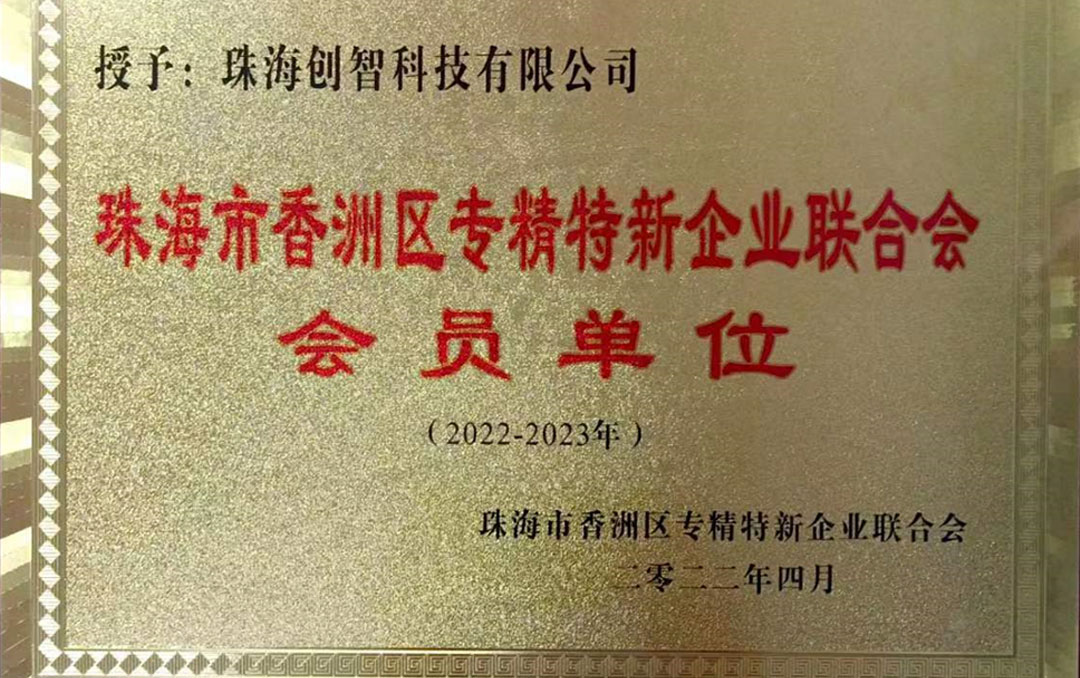 授予：珠海创智科技有限公司
珠海市香洲区专精特新企业联合会
会员单位
（2022-2023年）
珠海市香洲区专精特新企业联合会
二零二二年四月